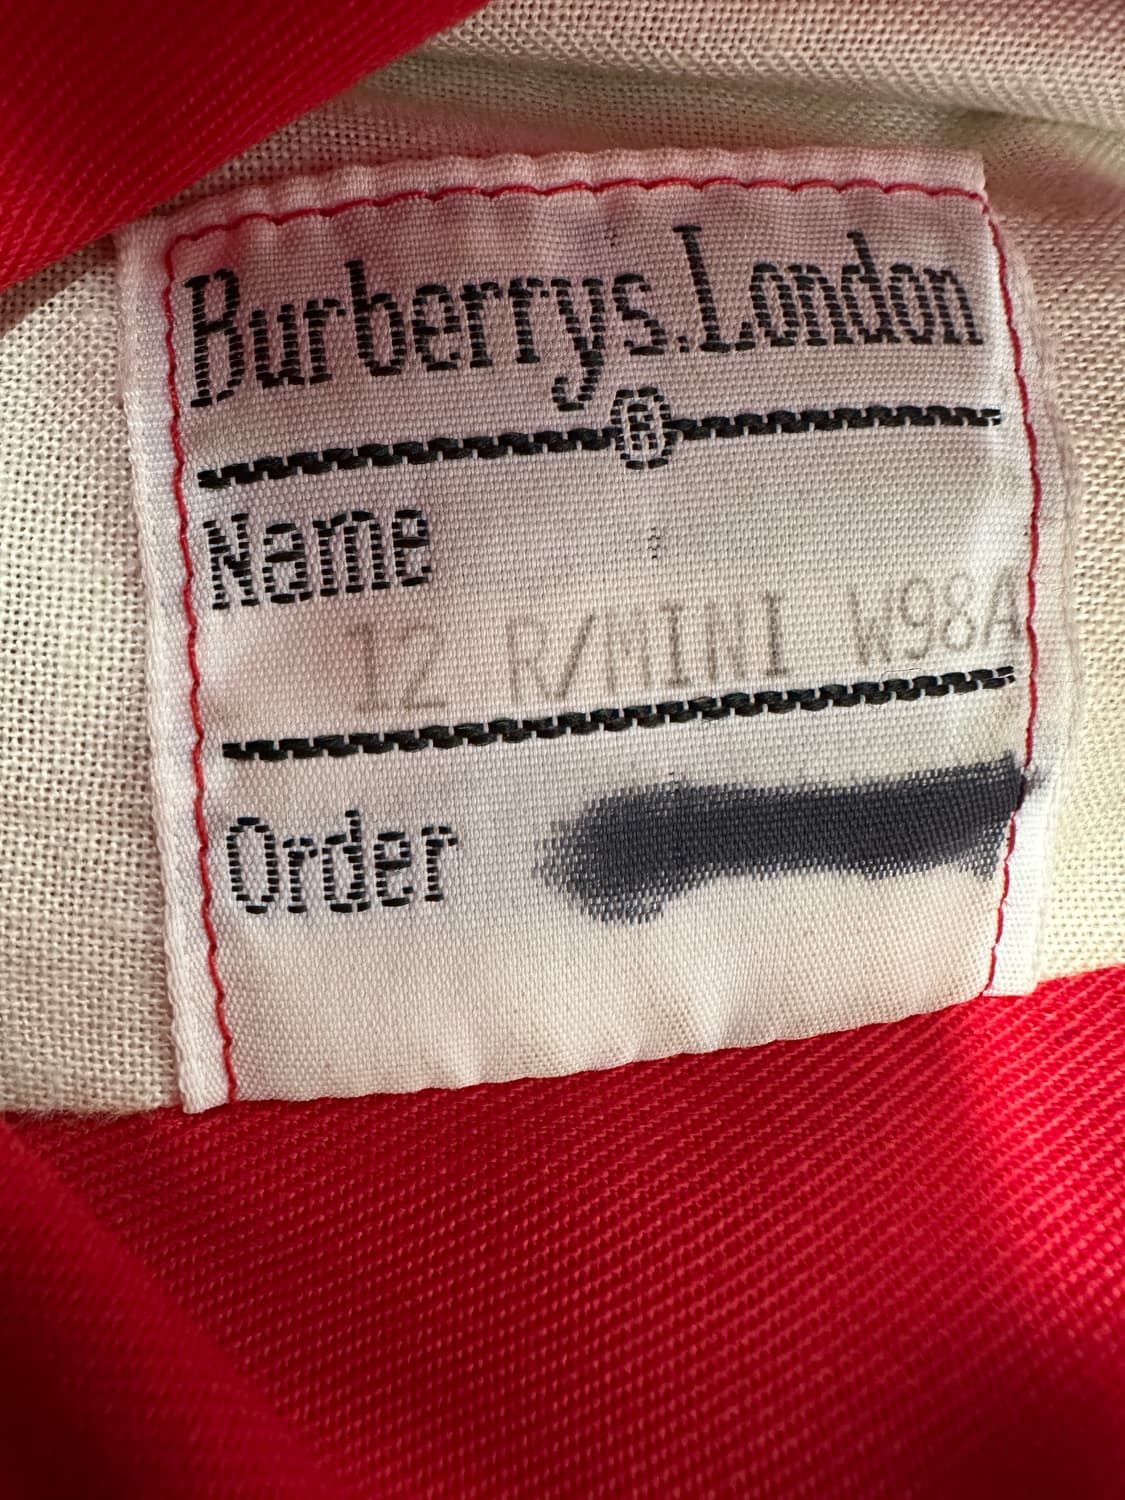 Burberrys.London
®
Name
12 R/MINI W98A
Order